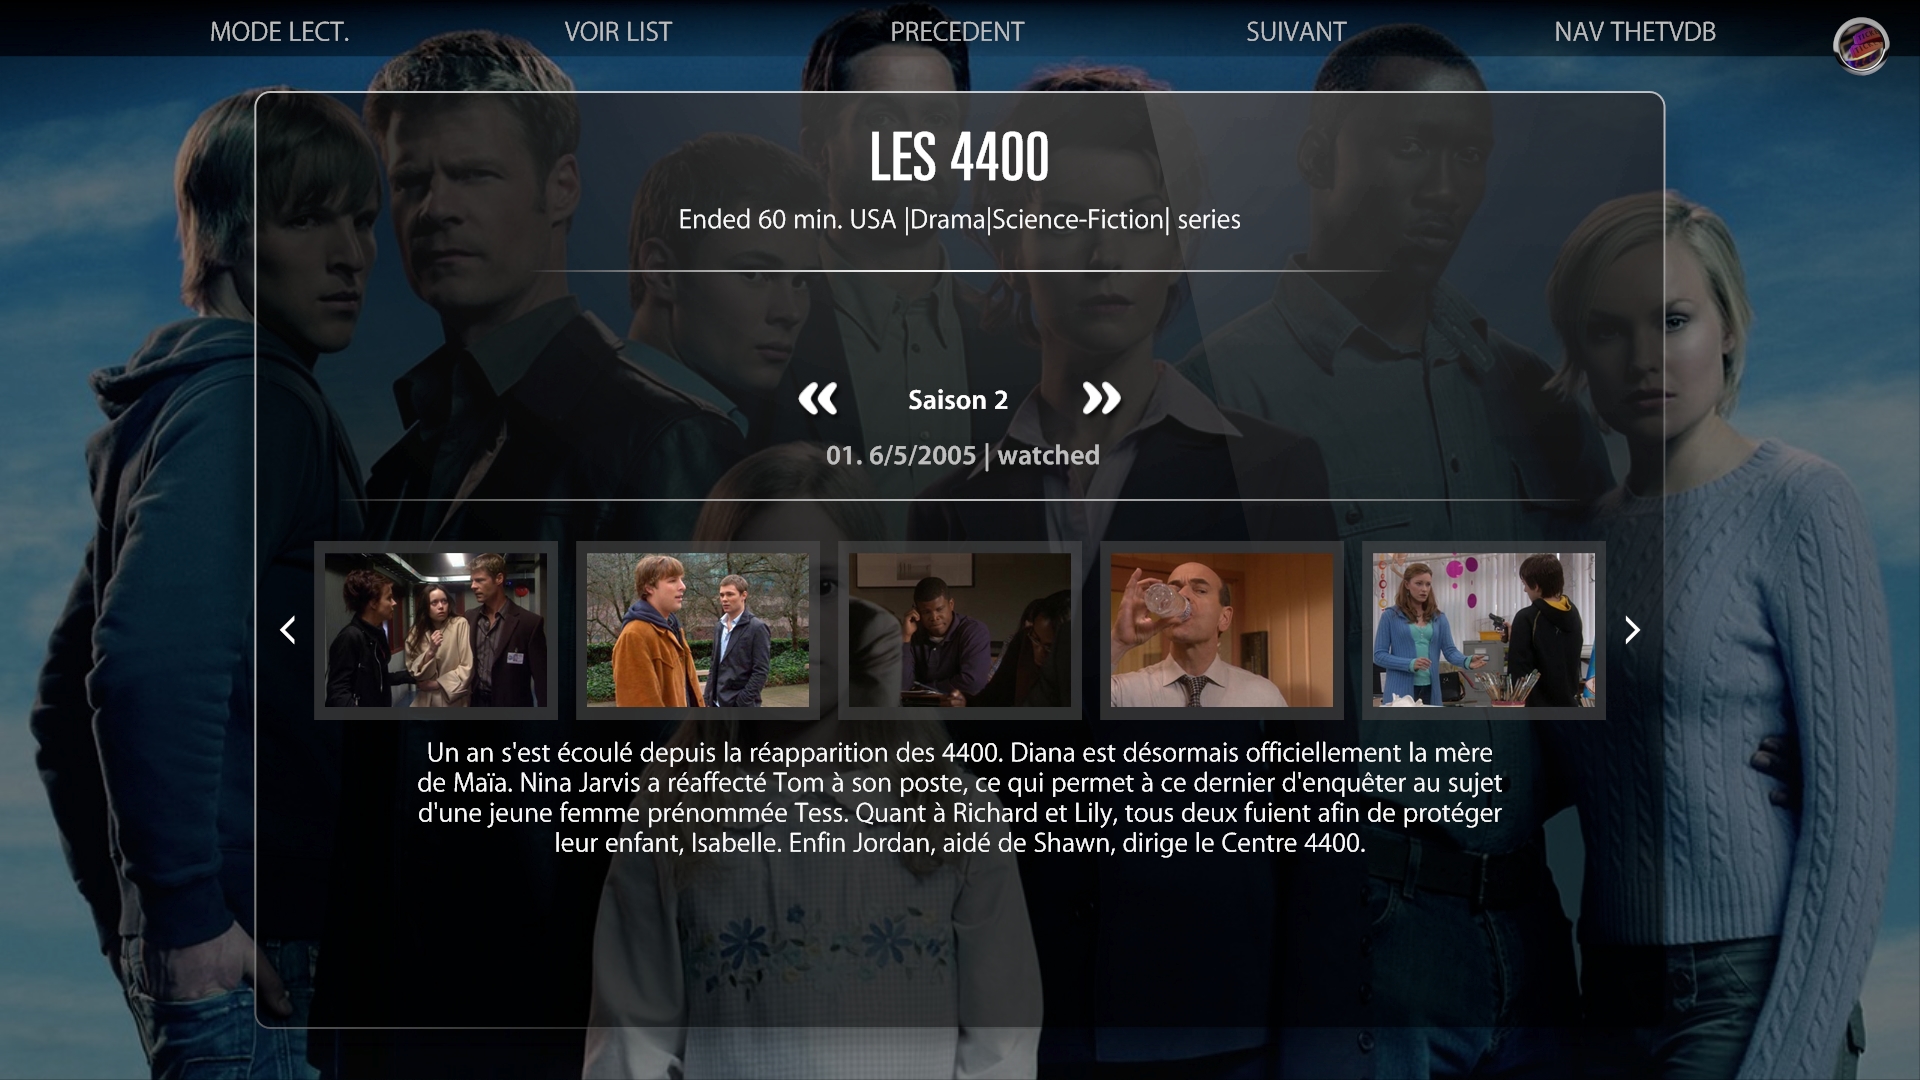 MODE LECT.
VOIR LIST
PRECEDENT
SUIVANT
NAV THETVDB
LES 4400
Ended 60 min. USA |Drama|Science-Fiction| series
Saison 2
01. 6/5/2005 | watched
Un an s'est écoulé depuis la réapparition des 4400. Diana est désormais officiellement la mère
de Maïa. Nina Jarvis a réaffecté Tom à son poste, ce qui permet à ce dernier d'enquêter au sujet
d'une jeune femme prénommée Tess. Quant à Richard et Lily, tous deux fuient afin de protéger
leur enfant, Isabelle. Enfin Jordan, aidé de Shawn, dirige le Centre 4400.